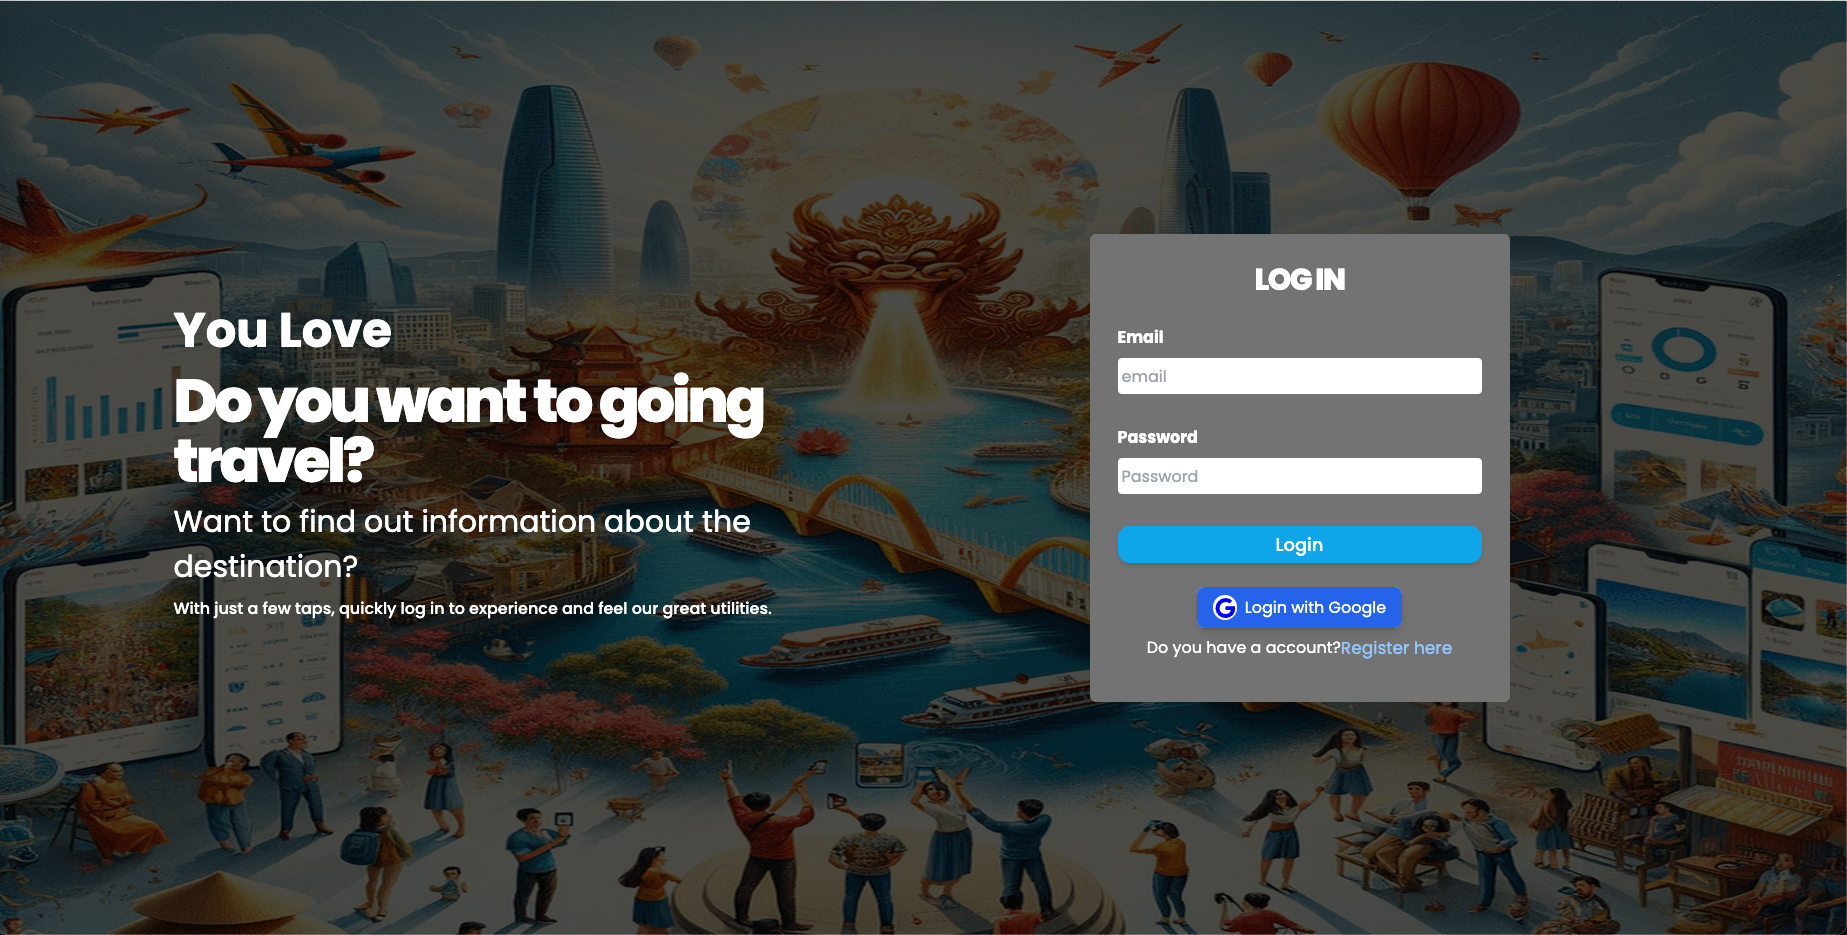 You Love
Do you want to going
travel?
Want to find out information about the
destination?
With just a few taps, quickly log in to experience and feel our great utilities.
LOG IN
Email
email
Password
Password
Login
G Login with Google
Do you have a account?Register here